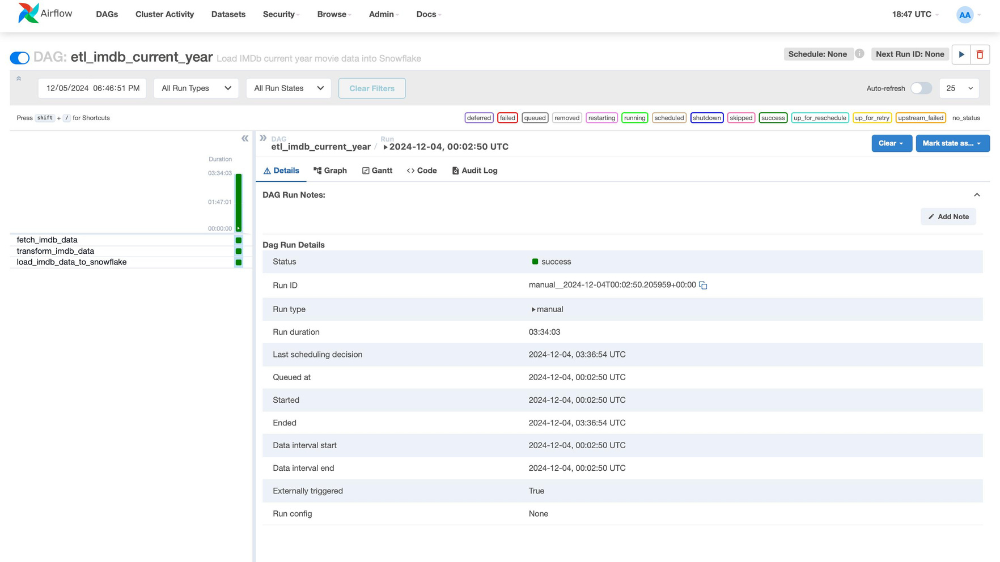 Airflow DAGs Cluster Activity Datasets Security Browse Admin Docs 18:47 UTC AA
DAG: etl_imdb_current_year Load IMDb current year movie data into Snowflake Schedule: None i Next Run ID: None
12/05/2024 06:46:51 PM All Run Types All Run States Clear Filters Auto-refresh 25
Press shift + / for Shortcuts deferred failed queued removed restarting running scheduled shutdown skipped success up_for_reschedule up_for_retry upstream_failed no_status
DAG Run
etl_imdb_current_year / 2024-12-04, 00:02:50 UTC Clear Mark state as...
Duration
03:34:03
01:47:01
00:00:00
fetch_imdb_data
transform_imdb_data
load_imdb_data_to_snowflake
Details Graph Gantt Code Audit Log
DAG Run Notes:
Add Note
Dag Run Details
Status success
Run ID manual__2024-12-04T00:02:50.205959+00:00
Run type manual
Run duration 03:34:03
Last scheduling decision 2024-12-04, 03:36:54 UTC
Queued at 2024-12-04, 00:02:50 UTC
Started 2024-12-04, 00:02:50 UTC
Ended 2024-12-04, 03:36:54 UTC
Data interval start 2024-12-04, 00:02:50 UTC
Data interval end 2024-12-04, 00:02:50 UTC
Externally triggered True
Run config None